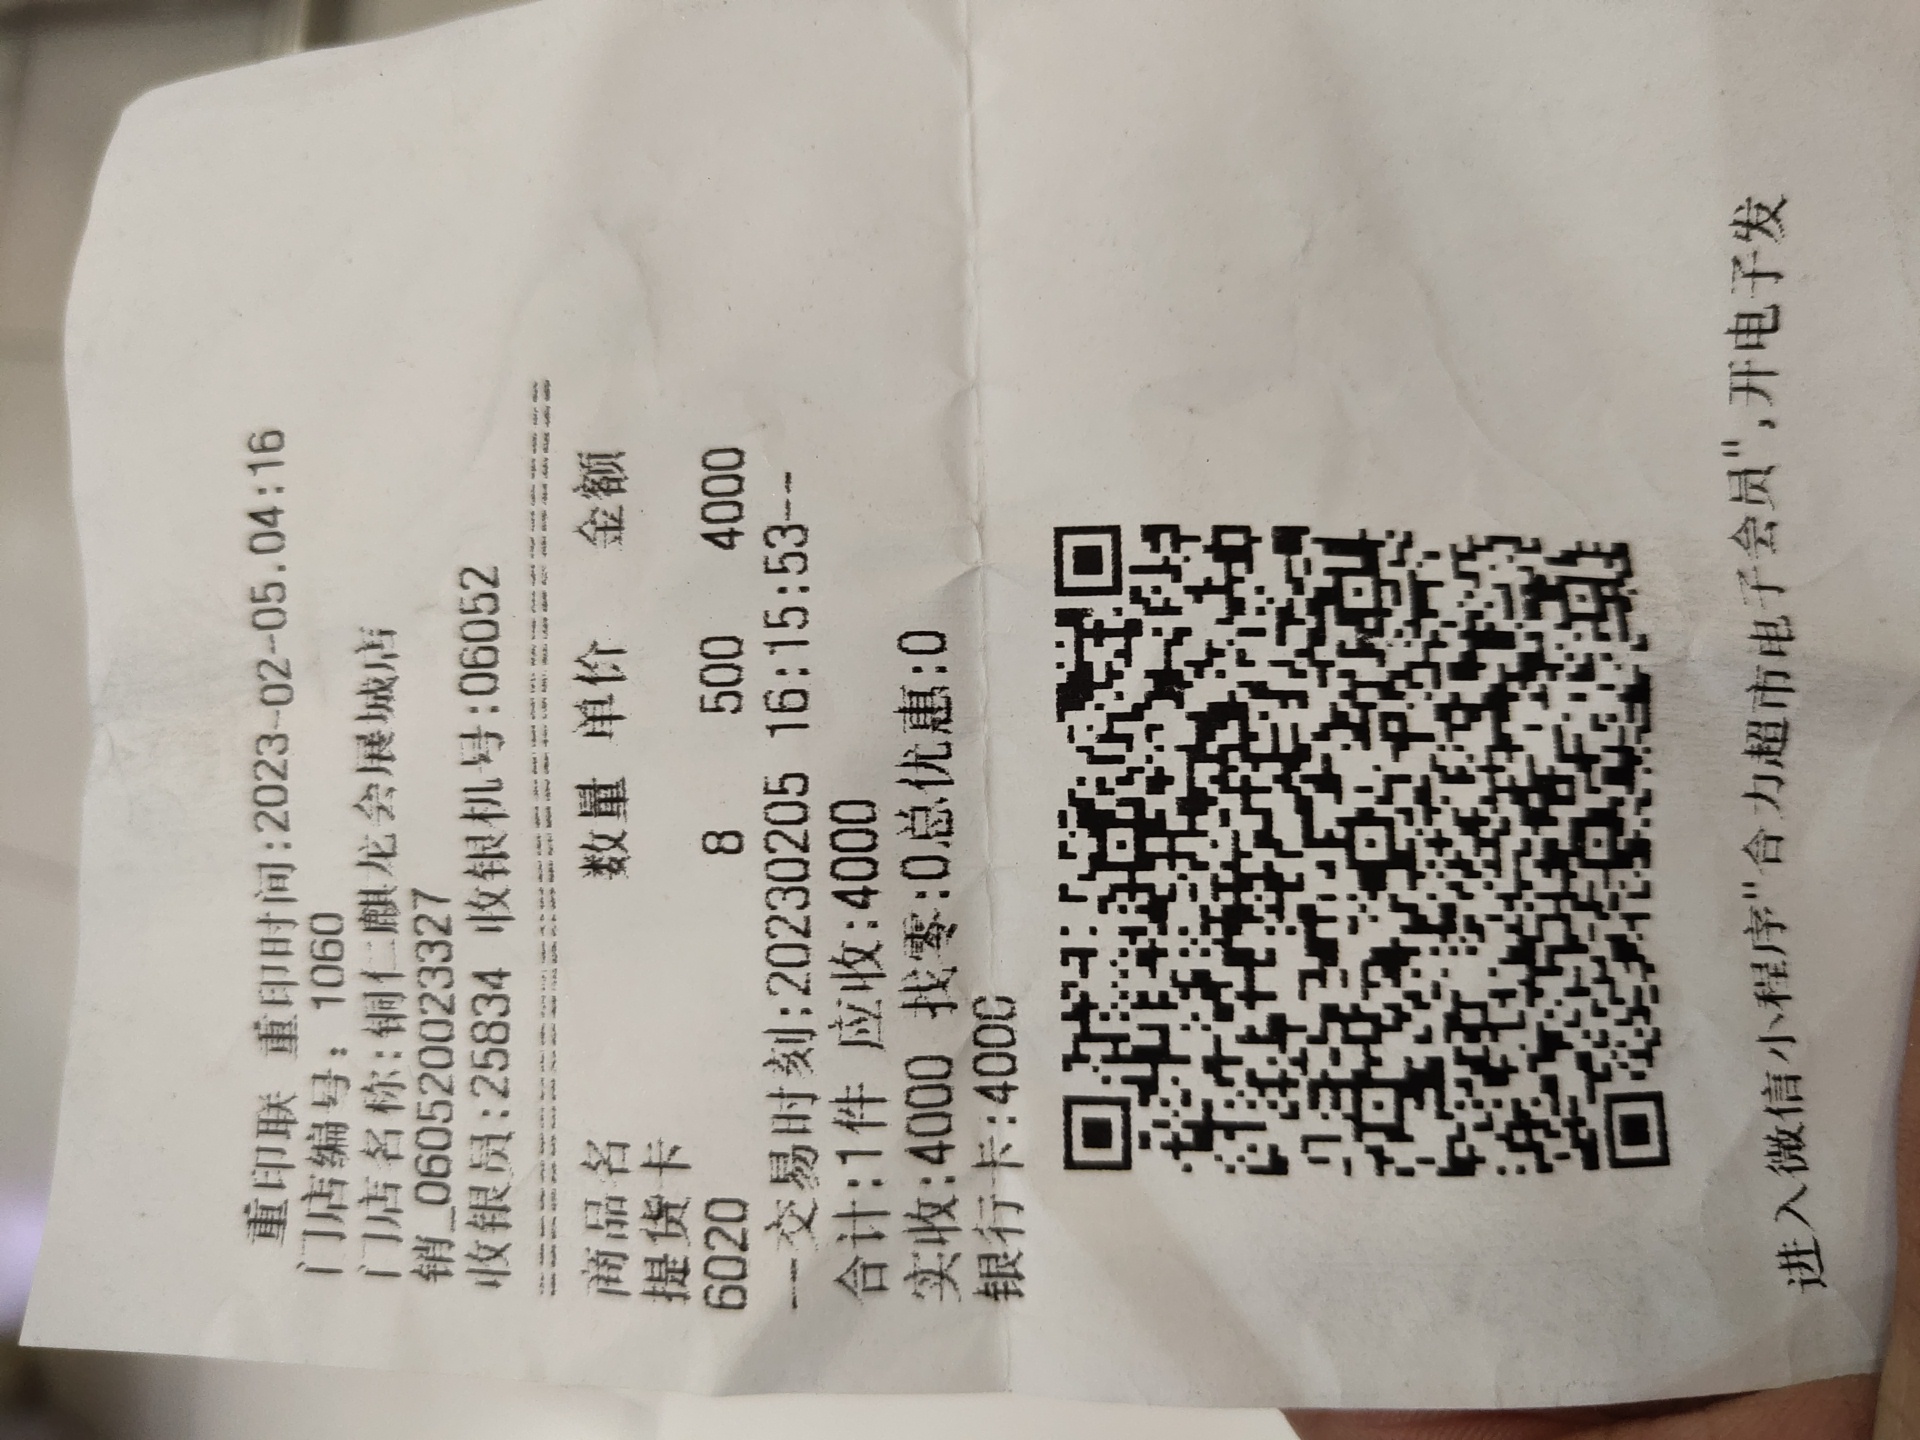 重印联 重印时间:2023-02-05.04:16
门店编号: 1060
门店名称:铜仁麒龙会展城店
销_060520023327
收银员:25834 收银机号:06052
商品名 数量 单价 金额
提货卡
6020 8 500 4000
--交易时刻:20230205 16:15:53--
合计:1件 应收:4000
实收:4000 找零:0总优惠:0
银行卡:4000
进入微信小程序"合力超市电子会员",开电子发